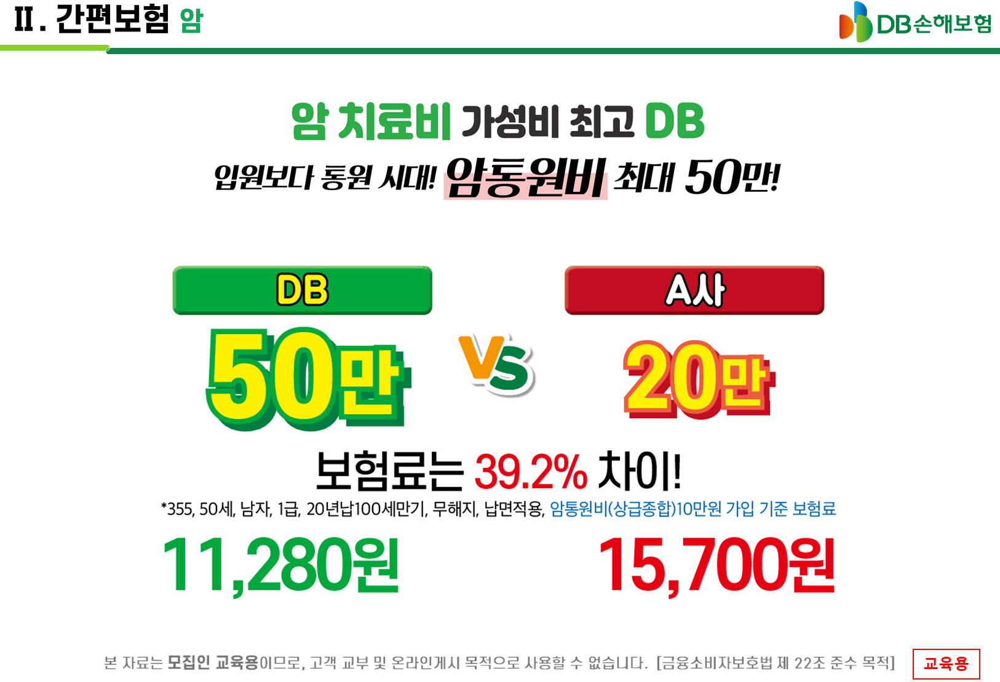 Ⅱ. 간편보험 암
DB손해보험
암 치료비 가성비 최고 DB
입원보다 통원 시대! 암통원비 최대 50만!
DB
A사
50만
VS
20만
보험료는 39.2% 차이!
*355, 50세, 남자, 1급, 20년납100세만기, 무해지, 납면적용, 암통원비(상급종합)10만원 가입 기준 보험료
11,280원
15,700원
본 자료는 모집인 교육용이므로, 고객 교부 및 온라인게시 목적으로 사용할 수 없습니다. [금융소비자보호법 제 22조 준수 목적]
교육용